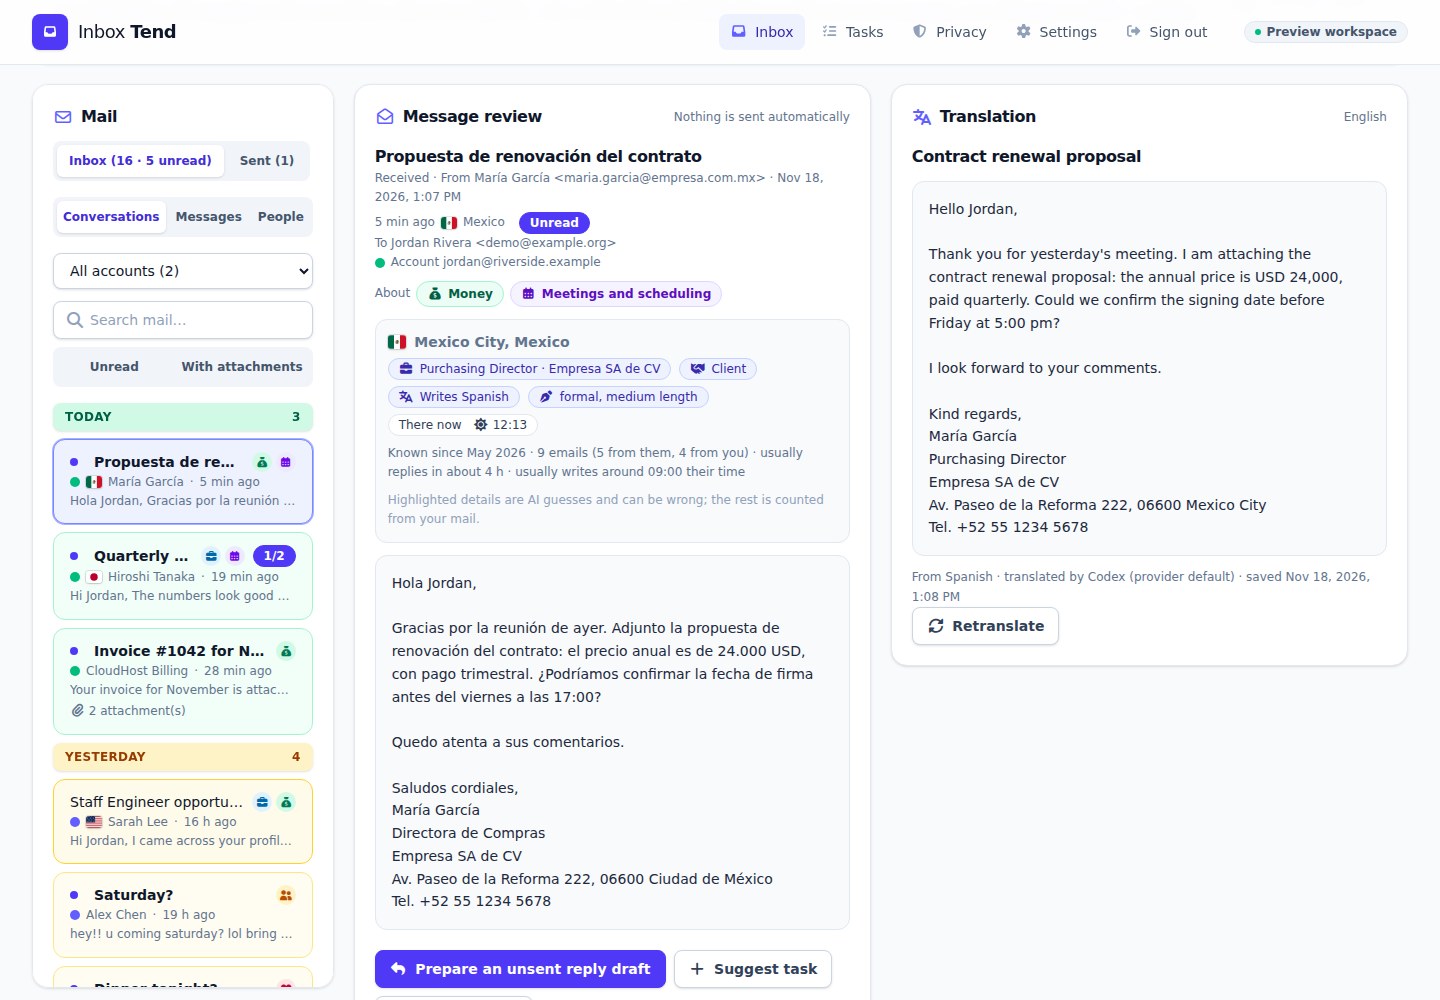 Inbox Tend
Inbox
Tasks
Privacy
Settings
Sign out
Preview workspace
Mail
Inbox (16 · 5 unread)
Sent (1)
Conversations
Messages
People
All accounts (2)
Search mail...
Unread
With attachments
TODAY 3
Propuesta de re...
María García · 5 min ago
Hola Jordan, Gracias por la reunión ...
Quarterly ... 1/2
Hiroshi Tanaka · 19 min ago
Hi Jordan, The numbers look good ...
Invoice #1042 for N...
CloudHost Billing · 28 min ago
Your invoice for November is attac...
2 attachment(s)
YESTERDAY 4
Staff Engineer opportu...
Sarah Lee · 16 h ago
Hi Jordan, I came across your profil...
Saturday?
Alex Chen · 19 h ago
hey!! u coming saturday? lol bring ...
Message review
Nothing is sent automatically
Propuesta de renovación del contrato
Received · From María García <maria.garcia@empresa.com.mx> · Nov 18,
2026, 1:07 PM
5 min ago Mexico Unread
To Jordan Rivera <demo@example.org>
Account jordan@riverside.example
About Money Meetings and scheduling
Mexico City, Mexico
Purchasing Director · Empresa SA de CV Client
Writes Spanish formal, medium length
There now 12:13
Known since May 2026 · 9 emails (5 from them, 4 from you) · usually
replies in about 4 h · usually writes around 09:00 their time
Highlighted details are AI guesses and can be wrong; the rest is counted
from your mail.
Hola Jordan,
Gracias por la reunión de ayer. Adjunto la propuesta de
renovación del contrato: el precio anual es de 24.000 USD,
con pago trimestral. ¿Podríamos confirmar la fecha de firma
antes del viernes a las 17:00?
Quedo atenta a sus comentarios.
Saludos cordiales,
María García
Directora de Compras
Empresa SA de CV
Av. Paseo de la Reforma 222, 06600 Ciudad de México
Tel. +52 55 1234 5678
Prepare an unsent reply draft
Suggest task
Translation
English
Contract renewal proposal
Hello Jordan,
Thank you for yesterday's meeting. I am attaching the
contract renewal proposal: the annual price is USD 24,000,
paid quarterly. Could we confirm the signing date before
Friday at 5:00 pm?
I look forward to your comments.
Kind regards,
María García
Purchasing Director
Empresa SA de CV
Av. Paseo de la Reforma 222, 06600 Mexico City
Tel. +52 55 1234 5678
From Spanish · translated by Codex (provider default) · saved Nov 18, 2026,
1:08 PM
Retranslate